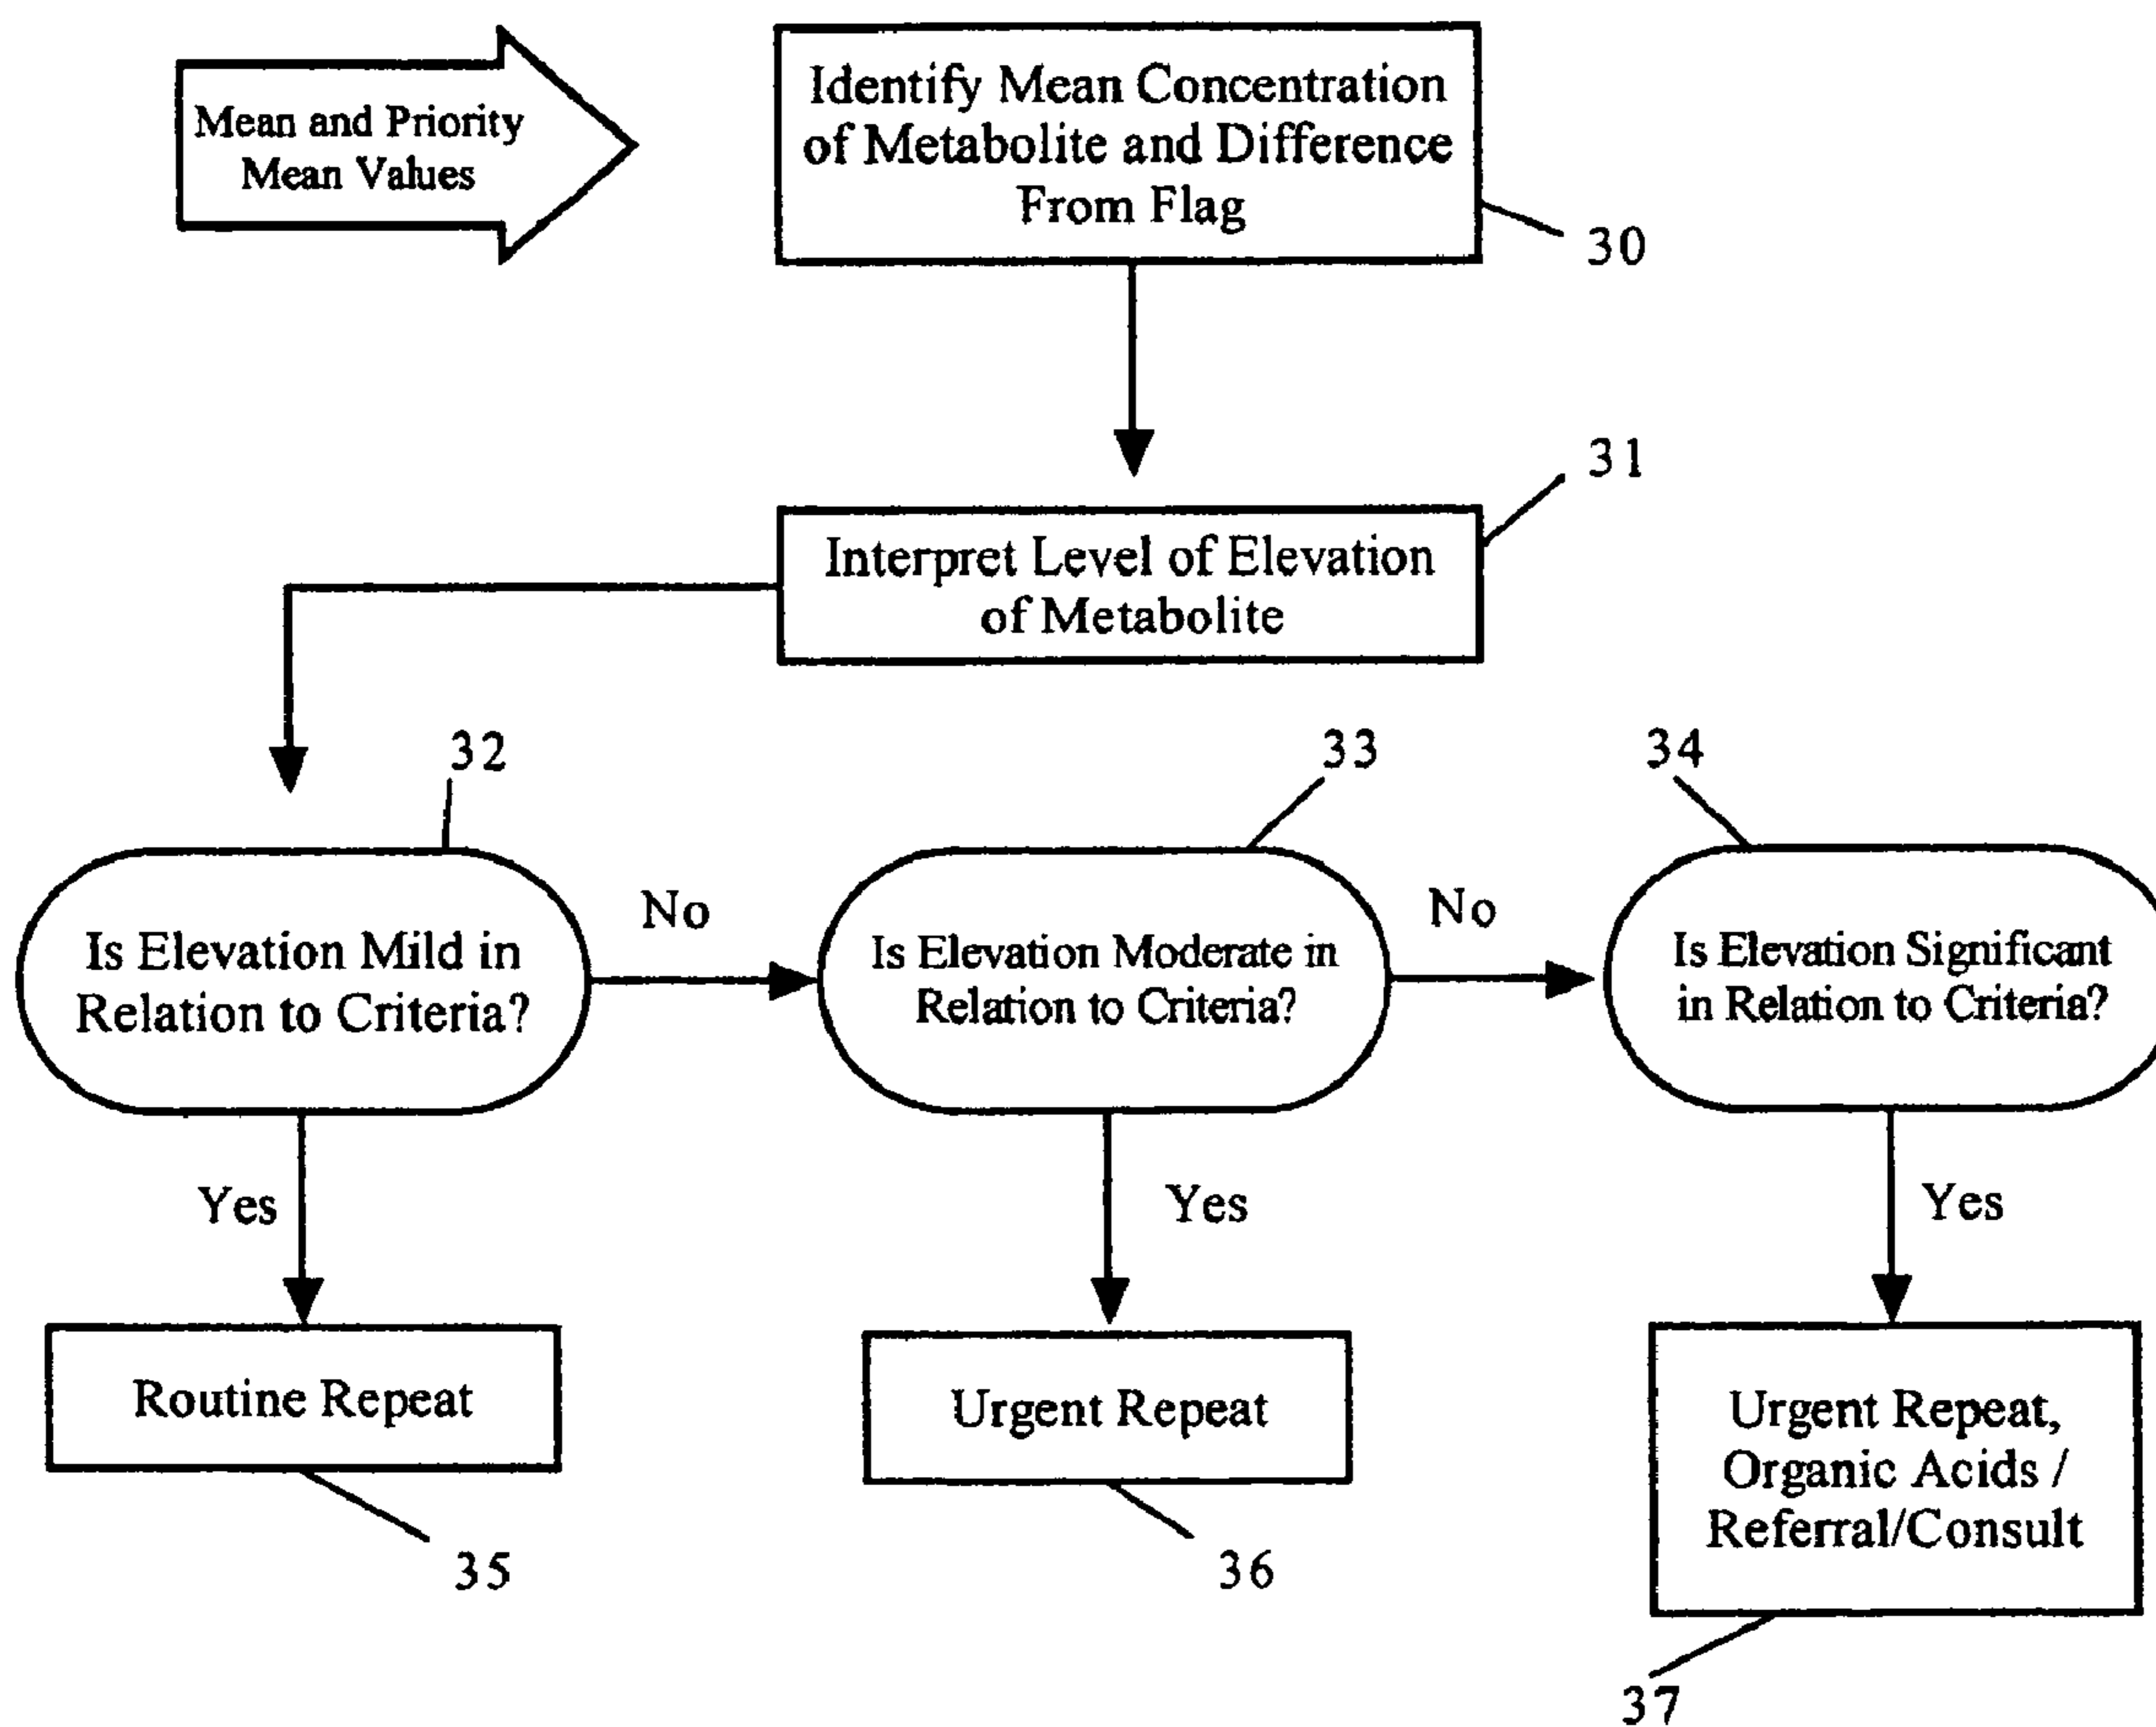 Mean and Priority
Mean Values
Identify Mean Concentration
of Metabolite and Difference
From Flag
30
31
Interpret Level of Elevation
of Metabolite
32
33
34
No
No
Is Elevation Mild in
Relation to Criteria?
Is Elevation Moderate in
Relation to Criteria?
Is Elevation Significant
in Relation to Criteria?
Yes
Yes
Yes
Routine Repeat
Urgent Repeat
Urgent Repeat,
Organic Acids /
Referral/Consult
35
36
37